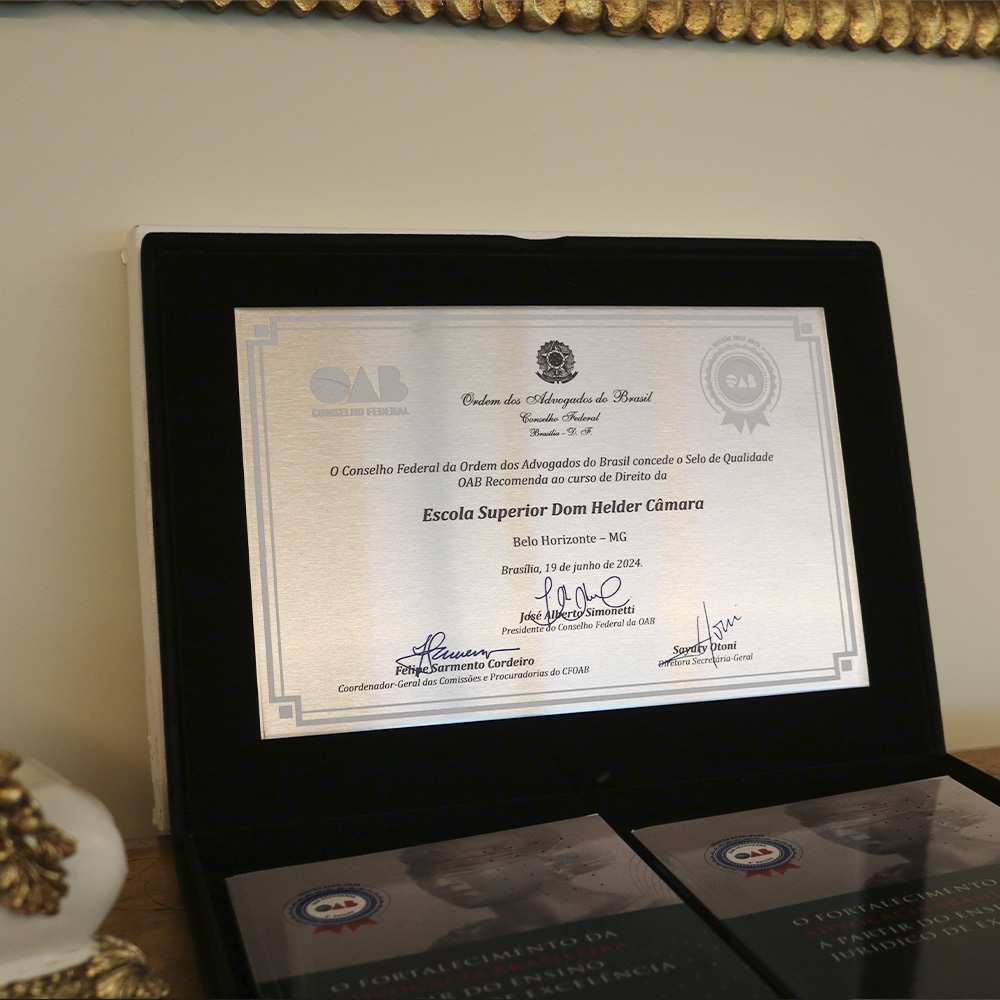 OAB
CONSELHO FEDERAL
Ordem dos Advogados do Brasil
Conselho Federal
Brasília - D. F.
OAB
O Conselho Federal da Ordem dos Advogados do Brasil concede o Selo de Qualidade
OAB Recomenda ao curso de Direito da
Escola Superior Dom Helder Câmara
Belo Horizonte – MG
Brasília, 19 de junho de 2024.
José Alberto Simonetti
Presidente do Conselho Federal da OAB
Felipe Sarmento Cordeiro
Coordenador-Geral das Comissões e Procuradorias do CFOAB
Sayury Otoni
Diretora Secretária-Geral
OAB
O FORTALECIMENTO DA
ADVOCACIA BRASILEIRA
ENSINO
EXCELÊNCIA
OAB
O FORTALECIMENTO
A PARTIR DO
JURÍDICO DE